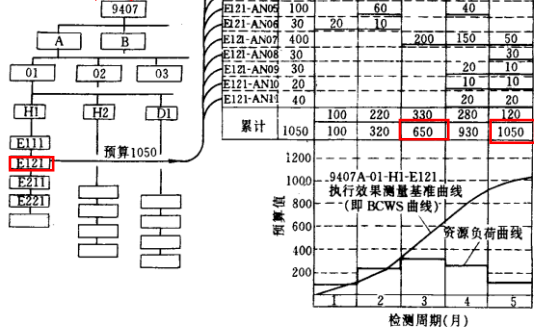 9407
A B
01 02 03
H1 H2 D1
E111
E121
E211
E221
预算1050
E121-AN05 100 60 40
E121-AN06 30 20 10
E121-AN07 400 200 150 50
E121-AN08 30 30
E121-AN09 30 20 10
E121-AN10 20 10 10
E121-AN11 40 20 20
100 220 330 280 120
累计 1050 100 320 650 930 1050
预算值
1200
1000
800
600
400
200
9407A-01-H1-E121
执行效果测量基准曲线
(即 BCWS 曲线)
资源负荷曲线
1 2 3 4 5
检测周期(月)